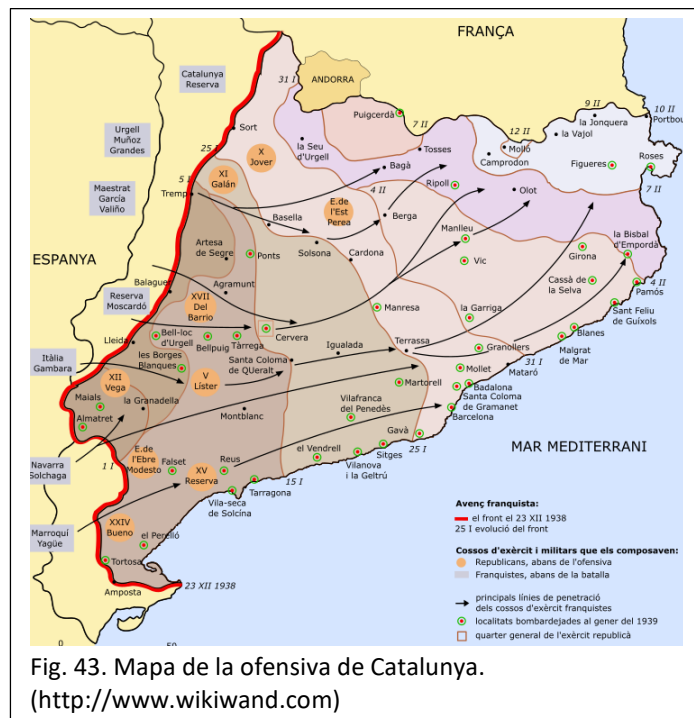 FRANÇA
Catalunya
Reserva
31 I
ANDORRA
Puigcerdà
7 II
9 II
la Jonquera
10 II
Portbou
la Vajol
12 II
Molló
Camprodon
Figueres
Roses
7 II
Urgell
Muñoz
Grandes
Sort
25 I
X
Jover
la Seu
d'Urgell
Tosses
Bagà
Ripoll
Olot
XI
Galán
5 I
Tremp
Maestrat
García
Valiño
E.de
l'Est
Perea
4 II
Berga
Basella
Solsona
Cardona
Manlleu
Vic
la Bisbal
d'Empordà
Girona
ESPANYA
Artesa
de Segre
Ponts
Cassà
de la Selva
4 II
Pamós
Balaguer
Agramunt
Reserva
Moscardó
XVII
Del
Barrio
Manresa
la Garriga
Sant Feliu
de Guíxols
Lleida
Bell-loc
d'Urgell
Bellpuig
Tàrrega
Cervera
Blanes
Malgrat
de Mar
Itàlia
Gambara
les Borges
Blanques
Santa Coloma
de QUeralt
Igualada
Terrassa
Granollers
31 I
Mataró
XII
Vega
V
Líster
Martorell
Mollet
Badalona
Santa Coloma
de Gramanet
Barcelona
Maials
la Granadella
Almatret
Montblanc
Vilafranca
del Penedès
MAR MEDITERRANI
Navarra
Solchaga
1 I
E.de
l'Ebre
Modesto
Falset
Reus
XV
Reserva
el Vendrell
Gavà
25 I
Sitges
Vilanova
i la Geltrú
15 I
Tarragona
Vila-seca
de Solcina
Marroquí
Yagüe
XXIV
Bueno
el Perelló
Tortosa
Amposta
23 XII 1938
0
50
Avenç franquista:
el front el 23 XII 1938
25 I evolució del front
Cossos d'exèrcit i militars que els composaven:
Republicans, abans de l'ofensiva
Franquistes, abans de la batalla
principals línies de penetració
dels cossos d'exèrcit franquistes
localitats bombardejades al gener del 1939
quarter general de l'exèrcit republicà
Fig. 43. Mapa de la ofensiva de Catalunya.
(http://www.wikiwand.com)